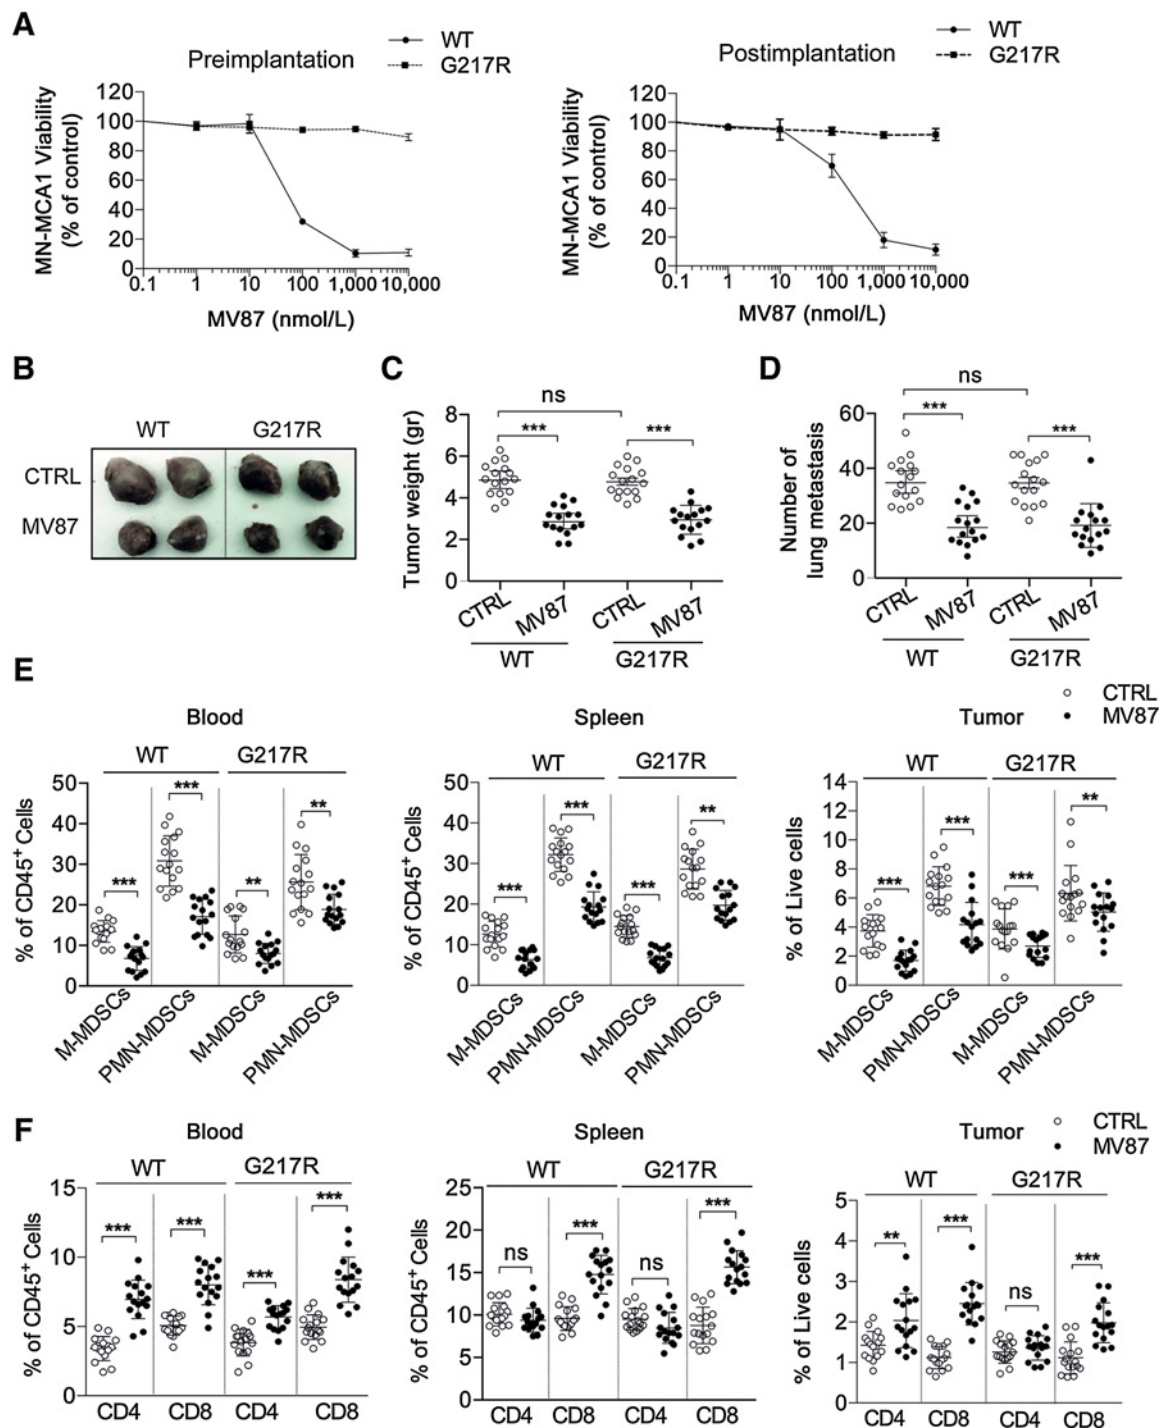 A
Preimplantation
WT
G217R
MN-MCA1 Viability
(% of control)
120
100
80
60
40
20
0
0.1 1 10 100 1,000 10,000
MV87 (nmol/L)
Postimplantation
WT
G217R
MN-MCA1 Viability
(% of control)
120
100
80
60
40
20
0
0.1 1 10 100 1,000 10,000
MV87 (nmol/L)
B
WT G217R
CTRL
MV87
C
Tumor weight (gr)
8
6
4
2
0
ns
*** ***
CTRL MV87 CTRL MV87
WT G217R
D
Number of
lung metastasis
60
40
20
0
ns
*** ***
CTRL MV87 CTRL MV87
WT G217R
E
CTRL
MV87
Blood
WT G217R
% of CD45+ Cells
50
40
30
20
10
0
*** *** ** **
M-MDSCs PMN-MDSCs M-MDSCs PMN-MDSCs
Spleen
WT G217R
% of CD45+ Cells
50
40
30
20
10
0
*** *** *** **
M-MDSCs PMN-MDSCs M-MDSCs PMN-MDSCs
Tumor
WT G217R
% of Live cells
14
12
10
8
6
4
2
0
*** *** *** **
M-MDSCs PMN-MDSCs M-MDSCs PMN-MDSCs
F
CTRL
MV87
Blood
WT G217R
% of CD45+ Cells
15
10
5
0
*** *** *** ***
CD4 CD8 CD4 CD8
Spleen
WT G217R
% of CD45+ Cells
25
20
15
10
5
0
ns *** ns ***
CD4 CD8 CD4 CD8
Tumor
WT G217R
% of Live cells
5
4
3
2
1
0
** *** ns ***
CD4 CD8 CD4 CD8